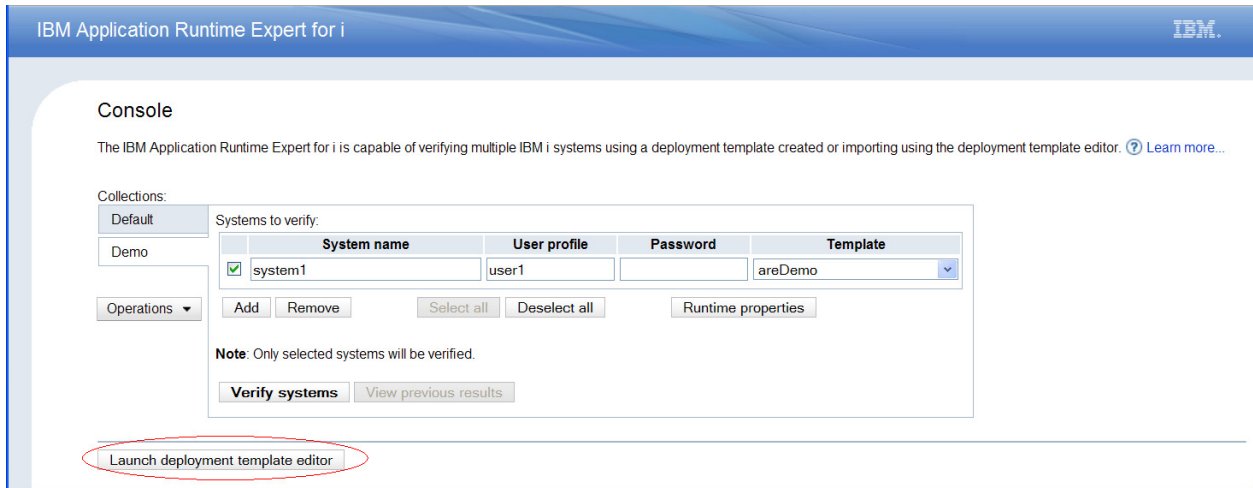 IBM Application Runtime Expert for i
IBM.
Console
The IBM Application Runtime Expert for i is capable of verifying multiple IBM i systems using a deployment template created or importing using the deployment template editor. ? Learn more...
Collections:
Default
Demo
Operations
Systems to verify:
System name User profile Password Template
system1 user1 areDemo
Add Remove Select all Deselect all Runtime properties
Note: Only selected systems will be verified.
Verify systems View previous results
Launch deployment template editor